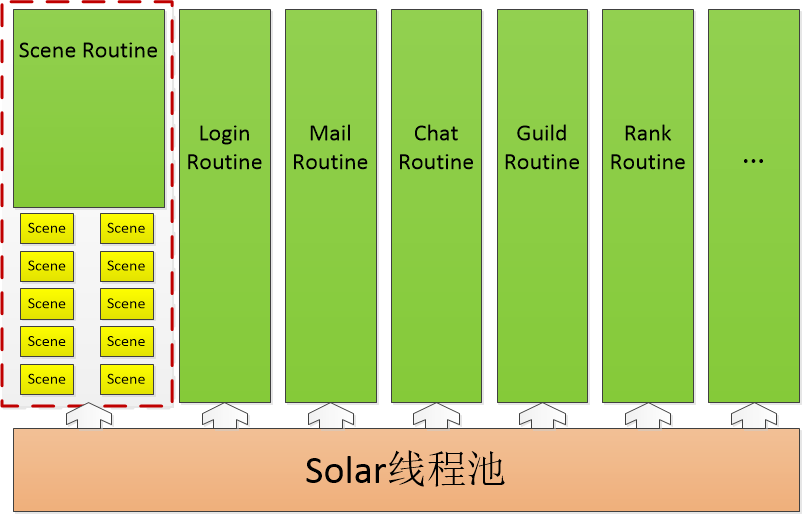 Scene Routine
Login
Routine
Mail
Routine
Chat
Routine
Guild
Routine
Rank
Routine
...
Scene
Scene
Scene
Scene
Scene
Scene
Scene
Scene
Scene
Scene
Solar线程池